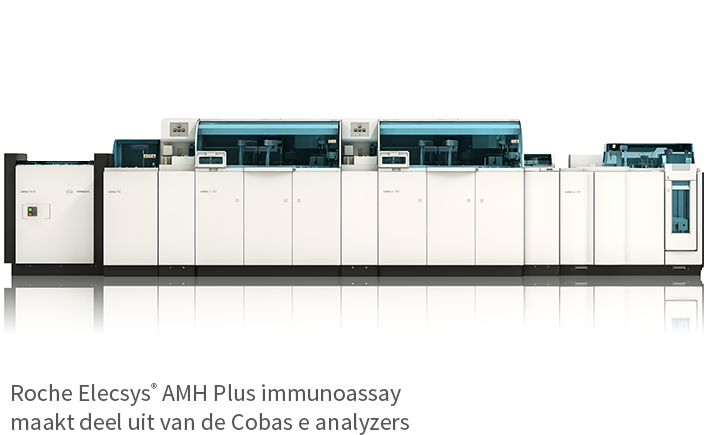 Roche Elecsys® AMH Plus immunoassay
maakt deel uit van de Cobas e analyzers